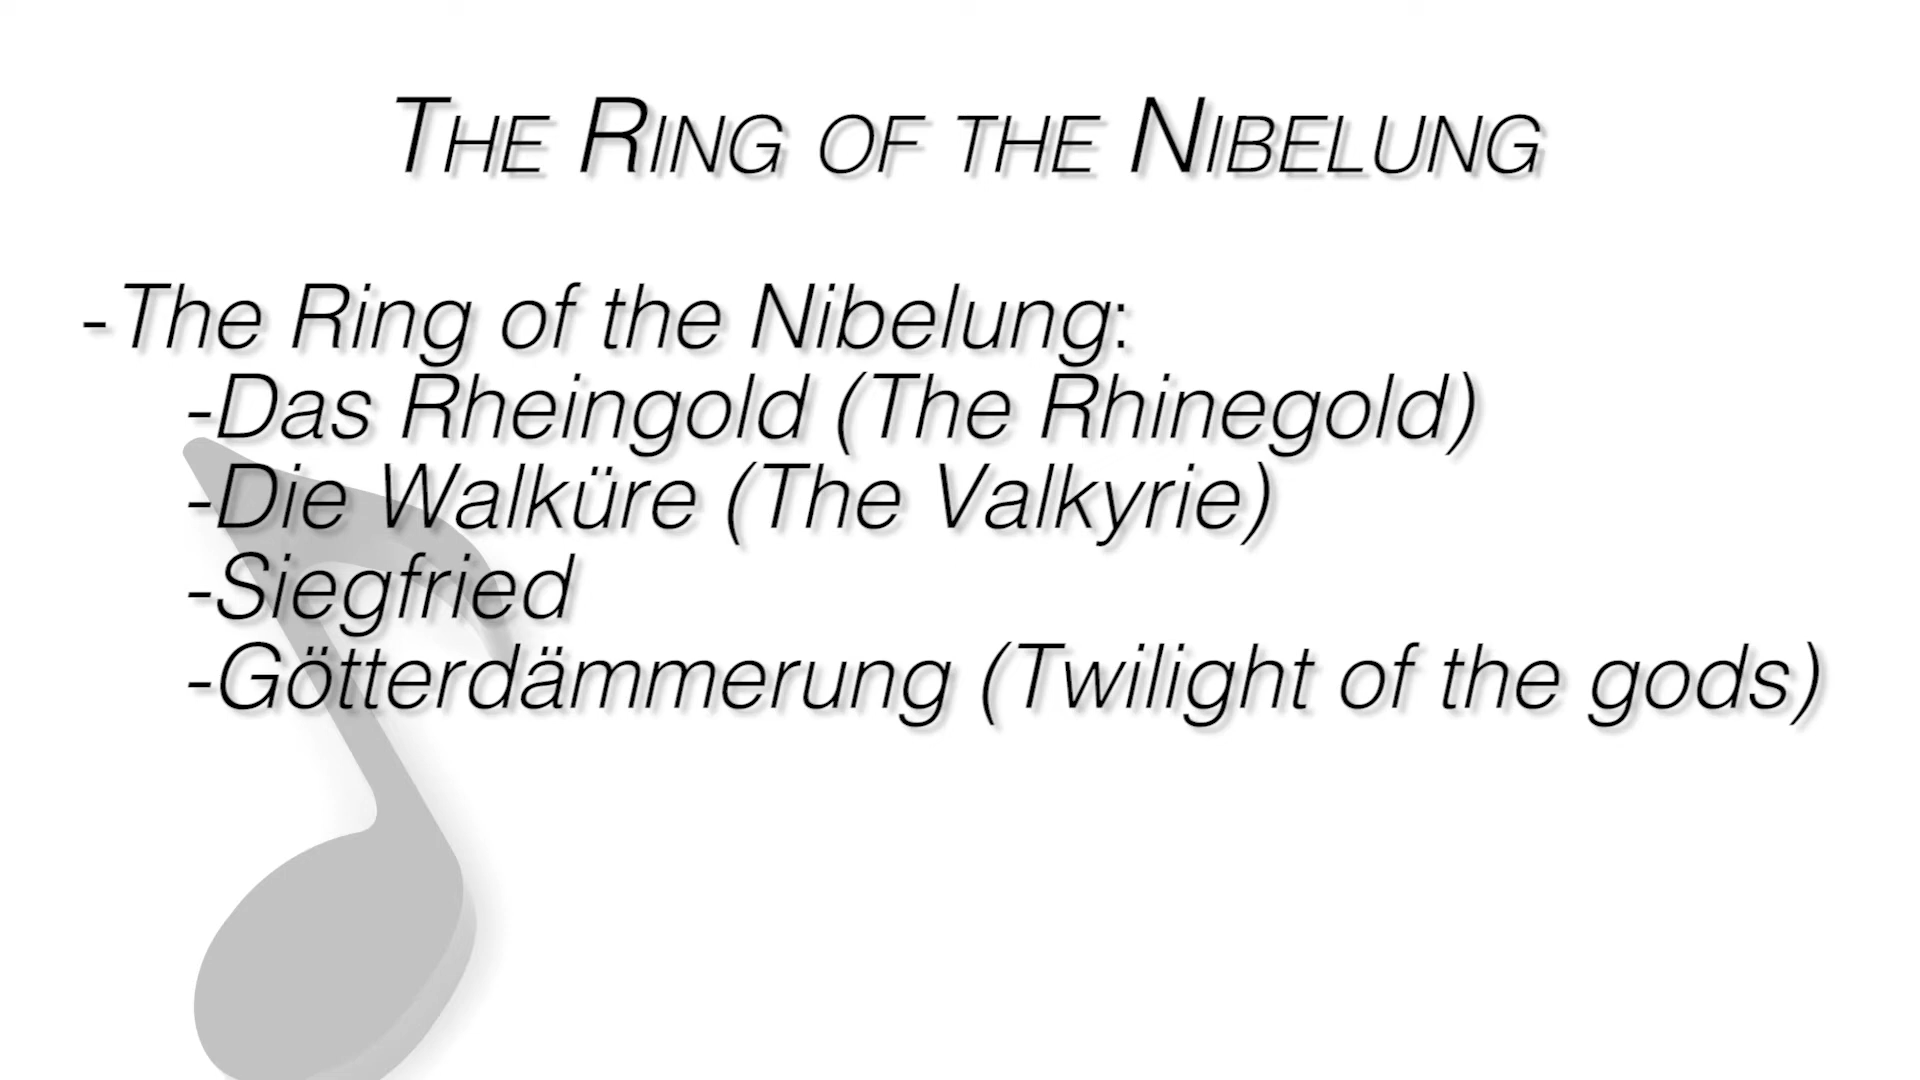 THE RING OF THE NIBELUNG
-The Ring of the Nibelung:
-Das Rheingold (The Rhinegold)
-Die Walküre (The Valkyrie)
-Siegfried
-Götterdämmerung (Twilight of the gods)